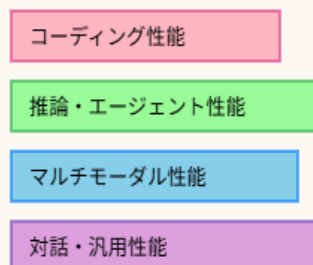 コーディング性能
推論・エージェント性能
マルチモーダル性能
対話・汎用性能